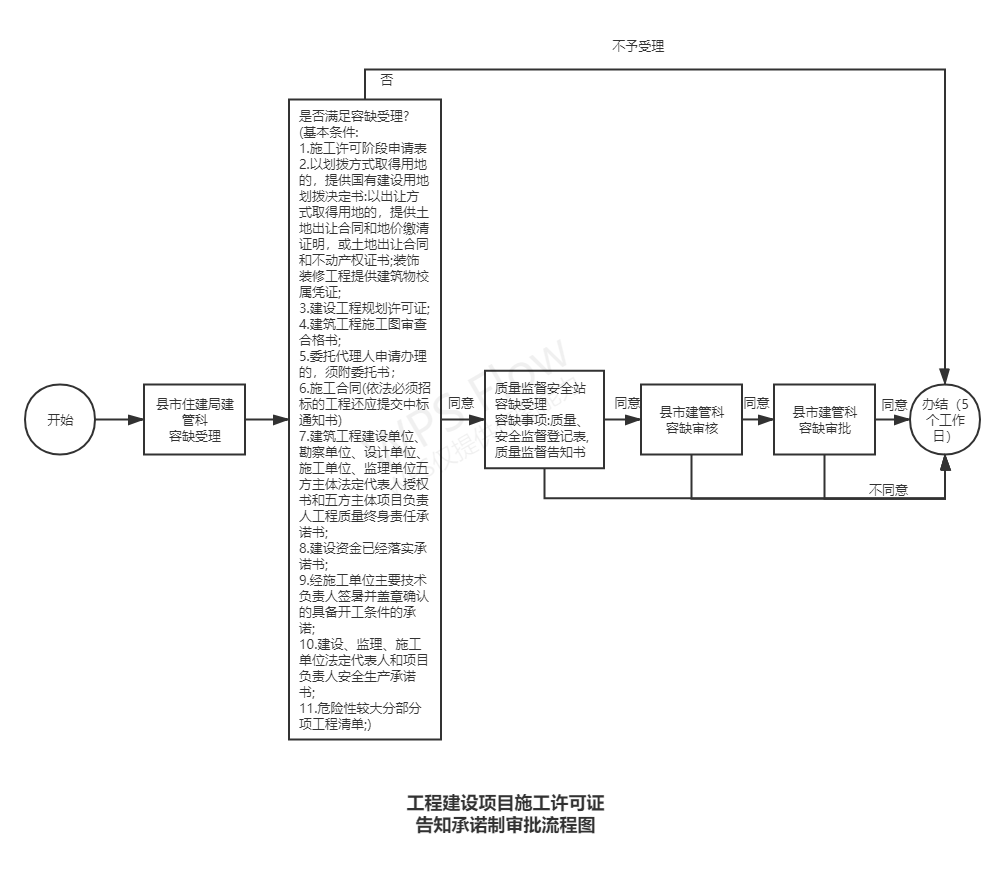 不予受理
否
是否满足容缺受理?
(基本条件:
1.施工许可阶段申请表
2.以划拨方式取得用地
的，提供国有建设用地
划拨决定书:以出让方
式取得用地的，提供土
地出让合同和地价缴清
证明，或土地出让合同
和不动产权证书;装饰
装修工程提供建筑物校
属凭证;
3.建设工程规划许可证;
4.建筑工程施工图审查
合格书;
5.委托代理人申请办理
的，须附委托书；
6.施工合同(依法必须招
标的工程还应提交中标
通知书)
7.建筑工程建设单位、
勘察单位、设计单位、
施工单位、监理单位五
方主体法定代表人授权
书和五方主体项目负责
人工程质量终身责任承
诺书;
8.建设资金已经落实承
诺书;
9.经施工单位主要技术
负责人签暑并盖章确认
的具备开工条件的承
诺;
10.建设、监理、施工
单位法定代表人和项目
负责人安全生产承诺
书;
11.危险性较大分部分
项工程清单;)
开始
县市住建局建
管科
容缺受理
同意
质量监督安全站
容缺受理
容缺事项:质量、
安全监督登记表,
质量监督告知书
同意
县市建管科
容缺审核
同意
县市建管科
容缺审批
同意
办结（5
个工作
日）
不同意
工程建设项目施工许可证
告知承诺制审批流程图